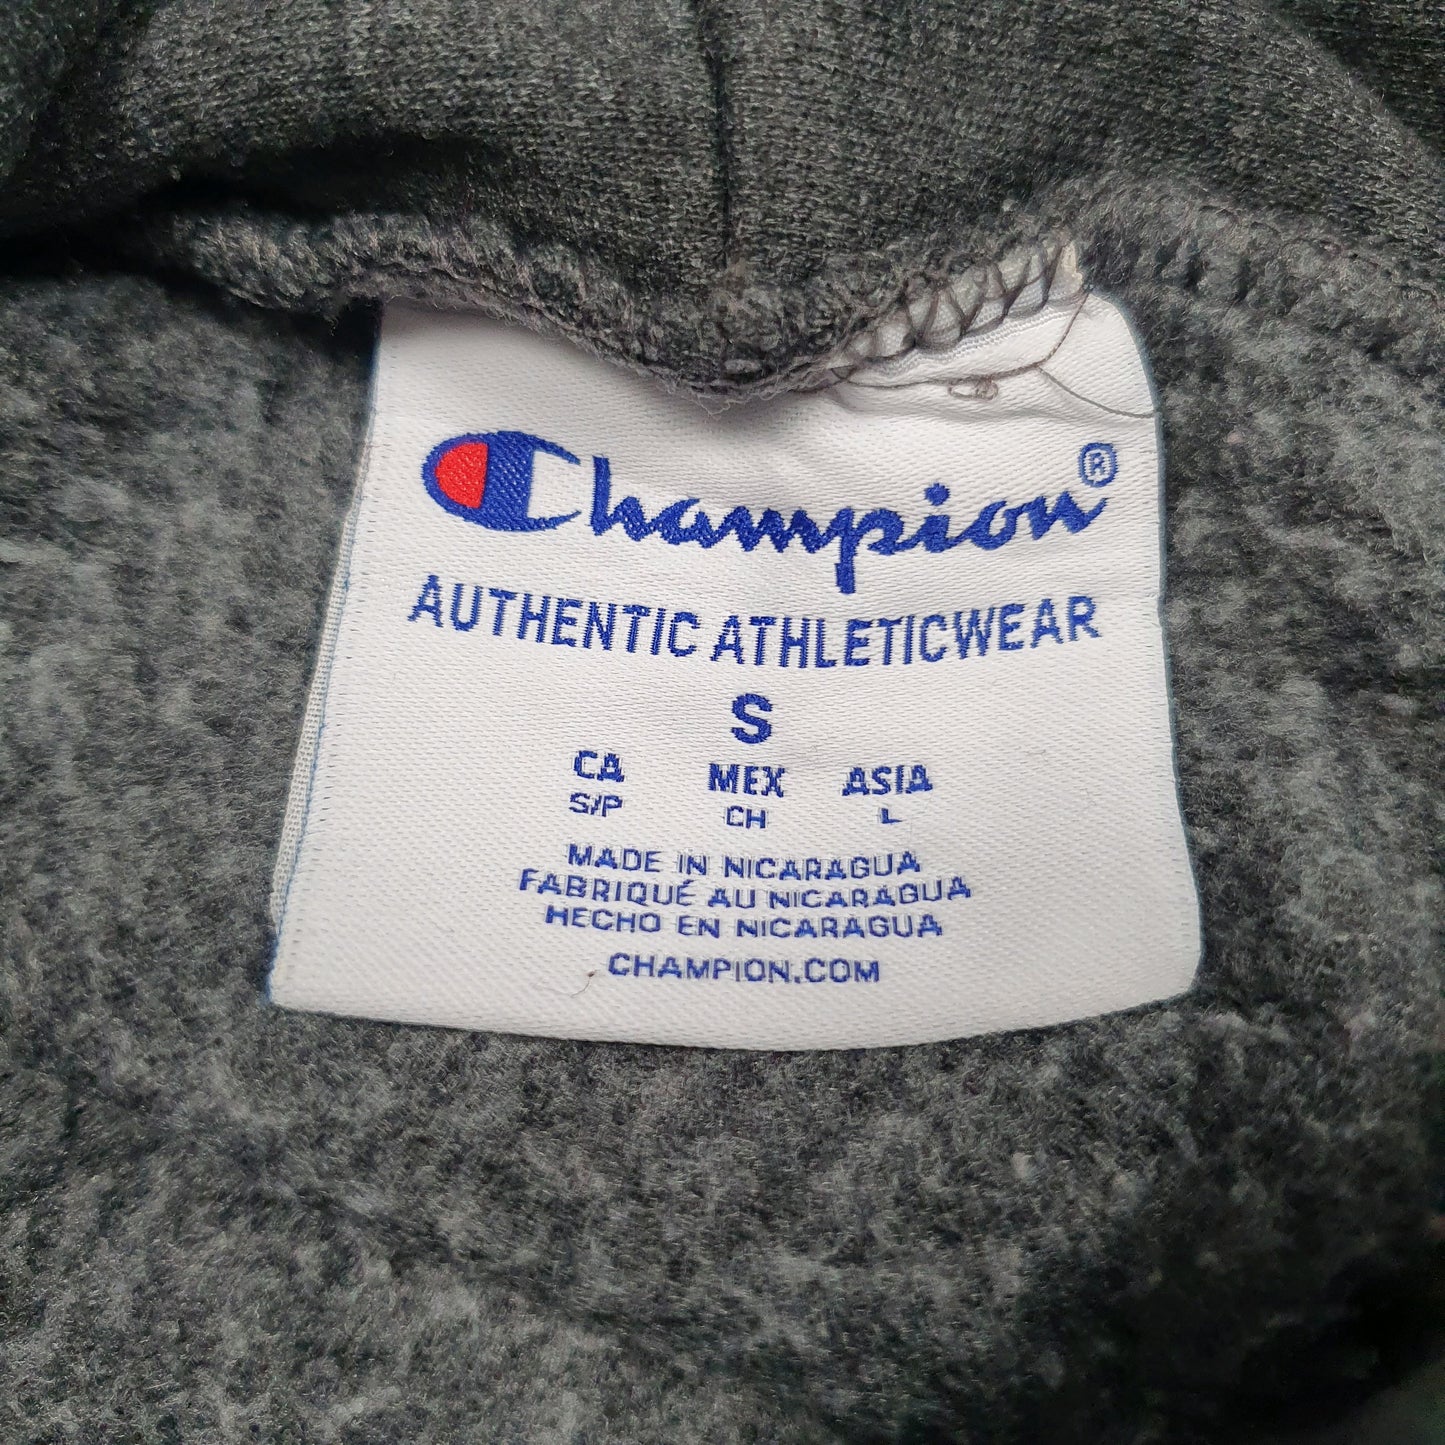 Champion®
AUTHENTIC ATHLETICWEAR
S
CA MEX ASIA
S/P CH L
MADE IN NICARAGUA
FABRIQUÉ AU NICARAGUA
HECHO EN NICARAGUA
CHAMPION.COM